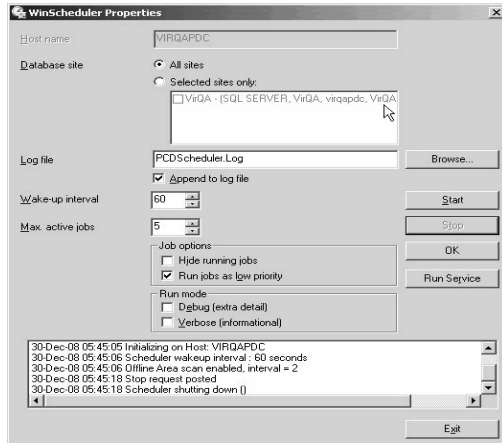 WinScheduler Properties
Host name
VIRQAPDC
Database site
All sites
Selected sites only:
VirQA - (SQL SERVER, VirQA, virqapdc, VirQA
Log file
PCDScheduler.Log
Browse...
Append to log file
Wake-up interval
60
Start
Max. active jobs
5
Stop
Job options
Hide running jobs
OK
Run jobs as low priority
Run Service
Run mode
Debug (extra detail)
Verbose (informational)
30-Dec-08 05:45:05 Initializing on Host: VIRQAPDC
30-Dec-08 05:45:06 Scheduler wakeup interval : 60 seconds
30-Dec-08 05:45:06 Offline Area scan enabled, interval = 2
30-Dec-08 05:45:18 Stop request posted
30-Dec-08 05:45:18 Scheduler shutting down ()
Exit